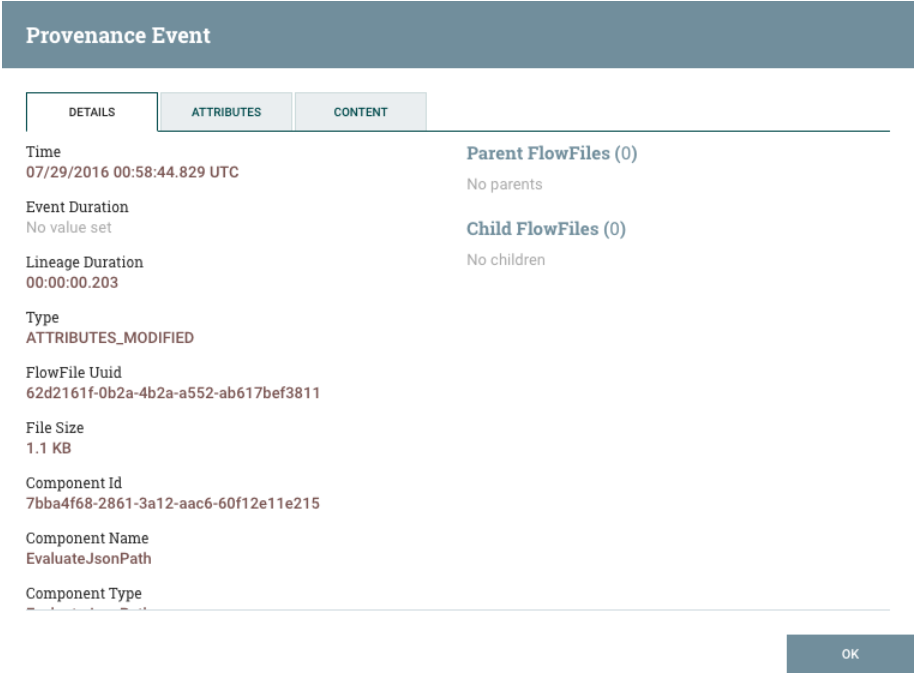 Provenance Event
DETAILS
ATTRIBUTES
CONTENT
Time
07/29/2016 00:58:44.829 UTC
Event Duration
No value set
Lineage Duration
00:00:00.203
Type
ATTRIBUTES_MODIFIED
FlowFile Uuid
62d2161f-0b2a-4b2a-a552-ab617bef3811
File Size
1.1 KB
Component Id
7bba4f68-2861-3a12-aac6-60f12e11e215
Component Name
EvaluateJsonPath
Component Type
Parent FlowFiles (0)
No parents
Child FlowFiles (0)
No children
OK